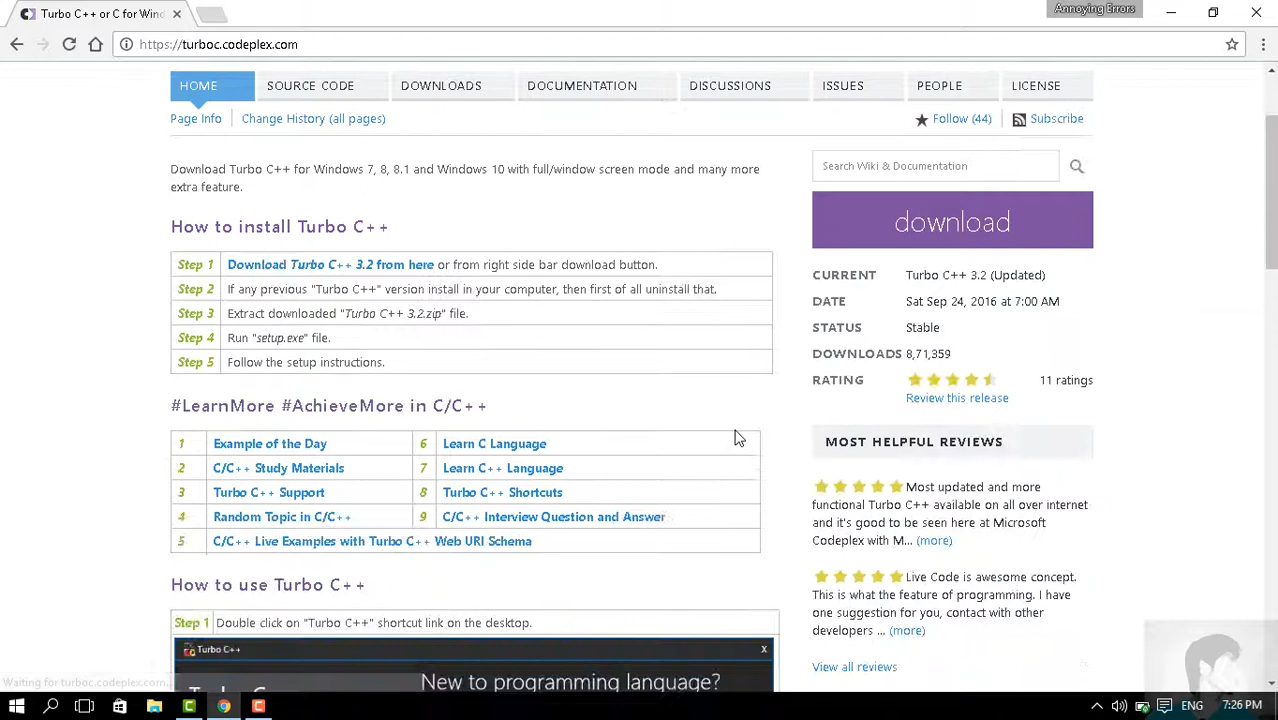 Turbo C++ or C for Wind
Annoying Errors
https://turboc.codeplex.com
HOME SOURCE CODE DOWNLOADS DOCUMENTATION DISCUSSIONS ISSUES PEOPLE LICENSE
Page Info Change History (all pages) Follow (44) Subscribe
Download Turbo C++ for Windows 7, 8, 8.1 and Windows 10 with full/window screen mode and many more
extra feature.
Search Wiki & Documentation
download
How to install Turbo C++
Step 1 Download Turbo C++ 3.2 from here or from right side bar download button.
Step 2 If any previous "Turbo C++" version install in your computer, then first of all uninstall that.
Step 3 Extract downloaded "Turbo C++ 3.2.zip" file.
Step 4 Run "setup.exe" file.
Step 5 Follow the setup instructions.
CURRENT Turbo C++ 3.2 (Updated)
DATE Sat Sep 24, 2016 at 7:00 AM
STATUS Stable
DOWNLOADS 8,71,359
RATING 11 ratings
Review this release
#LearnMore #AchieveMore in C/C++
1 Example of the Day 6 Learn C Language
2 C/C++ Study Materials 7 Learn C++ Language
3 Turbo C++ Support 8 Turbo C++ Shortcuts
4 Random Topic in C/C++ 9 C/C++ Interview Question and Answer
5 C/C++ Live Examples with Turbo C++ Web URI Schema
MOST HELPFUL REVIEWS
Most updated and more
functional Turbo C++ available on all over internet
and it's good to be seen here at Microsoft
Codeplex with M... (more)
Live Code is awesome concept.
This is what the feature of programming. I have
one suggestion for you, contact with other
developers ... (more)
View all reviews
How to use Turbo C++
Step 1 Double click on "Turbo C++" shortcut link on the desktop.
Turbo C++ X
New to programming language?
Waiting for turboc.codeplex.com
ENG 7:26 PM